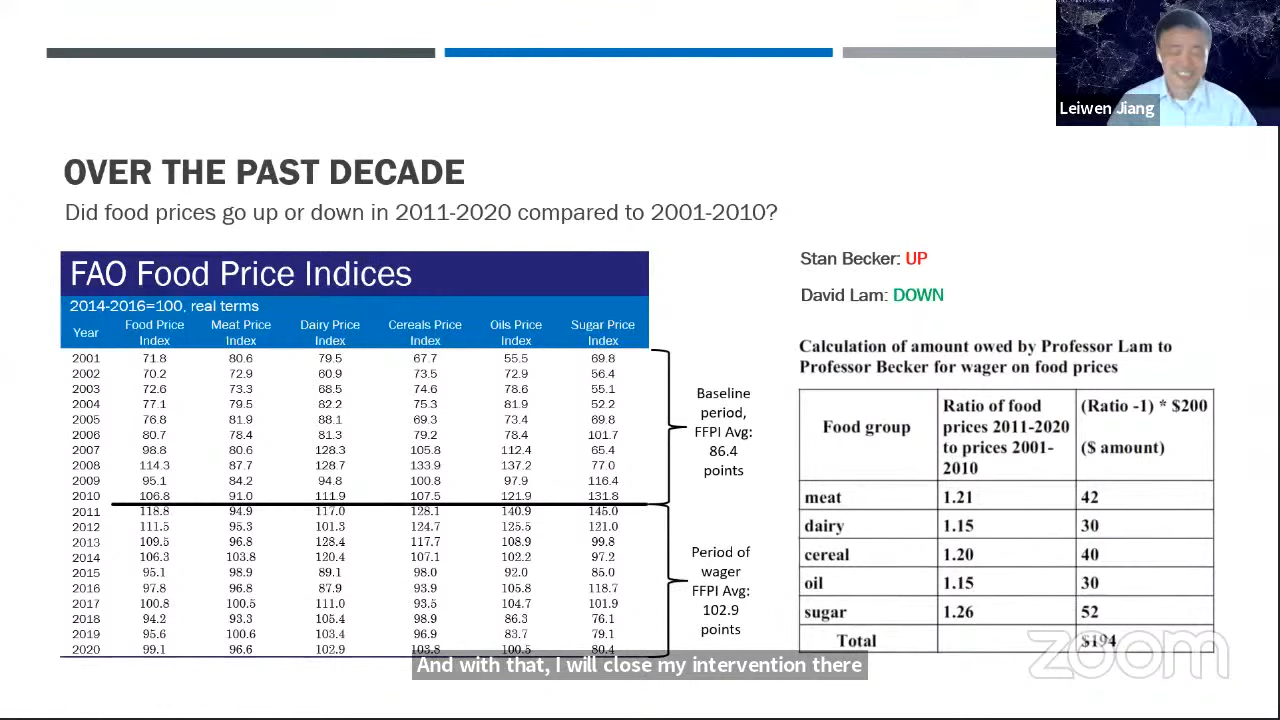 Leiwen Jiang
OVER THE PAST DECADE
Did food prices go up or down in 2011-2020 compared to 2001-2010?
FAO Food Price Indices
2014-2016=100, real terms
Year Food Price Index Meat Price Index Dairy Price Index Cereals Price Index Oils Price Index Sugar Price Index
2001 71.8 80.6 79.5 67.7 55.5 69.8
2002 70.2 72.9 60.9 73.5 72.9 56.4
2003 72.6 73.3 68.5 74.6 78.6 55.1
2004 77.1 79.5 82.2 75.3 81.9 52.2
2005 76.8 81.9 88.1 69.3 73.4 69.8
2006 80.7 78.4 81.3 79.2 78.4 101.7
2007 98.8 80.6 128.3 105.8 112.4 65.4
2008 114.3 87.7 128.7 133.9 137.2 77.0
2009 95.1 84.2 94.8 100.8 97.9 116.4
2010 106.8 91.0 111.9 107.5 121.9 131.8
2011 118.8 94.9 117.0 128.1 140.9 145.0
2012 111.5 95.3 101.3 124.7 125.5 121.0
2013 109.5 96.8 128.4 117.7 108.9 99.8
2014 106.3 103.8 120.4 107.1 102.2 97.2
2015 95.1 98.9 89.1 98.0 92.0 85.0
2016 97.8 96.8 87.9 93.9 105.8 118.7
2017 100.8 100.5 111.0 93.5 104.7 101.9
2018 94.2 93.3 105.4 98.9 86.3 76.1
2019 95.6 100.6 103.4 96.9 83.7 79.1
2020 99.1 96.6 102.9 103.8 100.5 80.4
Baseline
period,
FFPI Avg:
86.4
points
Period of
wager
FFPI Avg:
102.9
points
Stan Becker: UP
David Lam: DOWN
Calculation of amount owed by Professor Lam to
Professor Becker for wager on food prices
Food group
Ratio of food
prices 2011-2020
to prices 2001-
2010
(Ratio -1) * $200
($ amount)
meat 1.21 42
dairy 1.15 30
cereal 1.20 40
oil 1.15 30
sugar 1.26 52
Total $194
zoom
And with that, I will close my intervention there